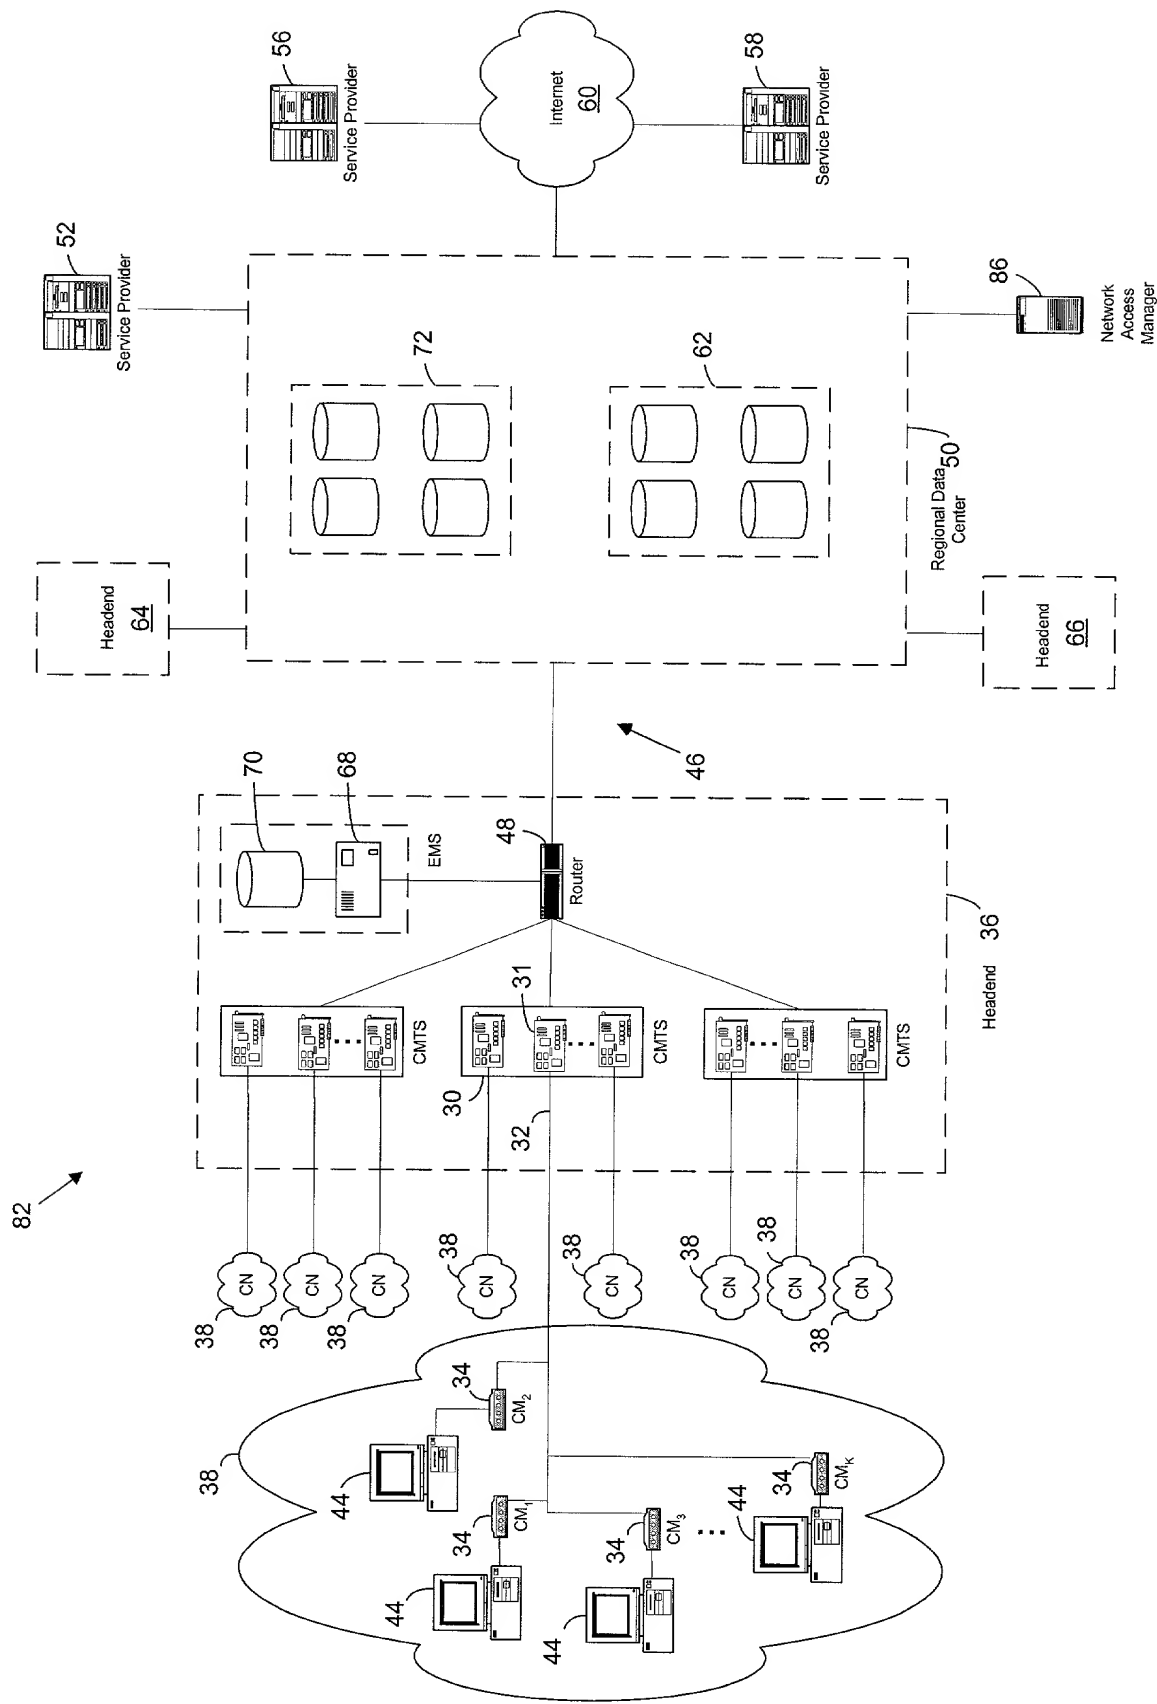 82
38
44
34
CM₂
44
34
CM₁
44
34
CM₃
44
34
CMₖ
38
CN
38
CN
38
CN
38
CN
38
CN
38
CN
38
CN
38
CN
32
30
31
CMTS
CMTS
CMTS
70
68
EMS
48
Router
Headend
36
46
Headend
64
52
Service Provider
72
62
Regional Data
Center
50
Headend
66
86
Network
Access
Manager
56
Service Provider
Internet
60
58
Service Provider